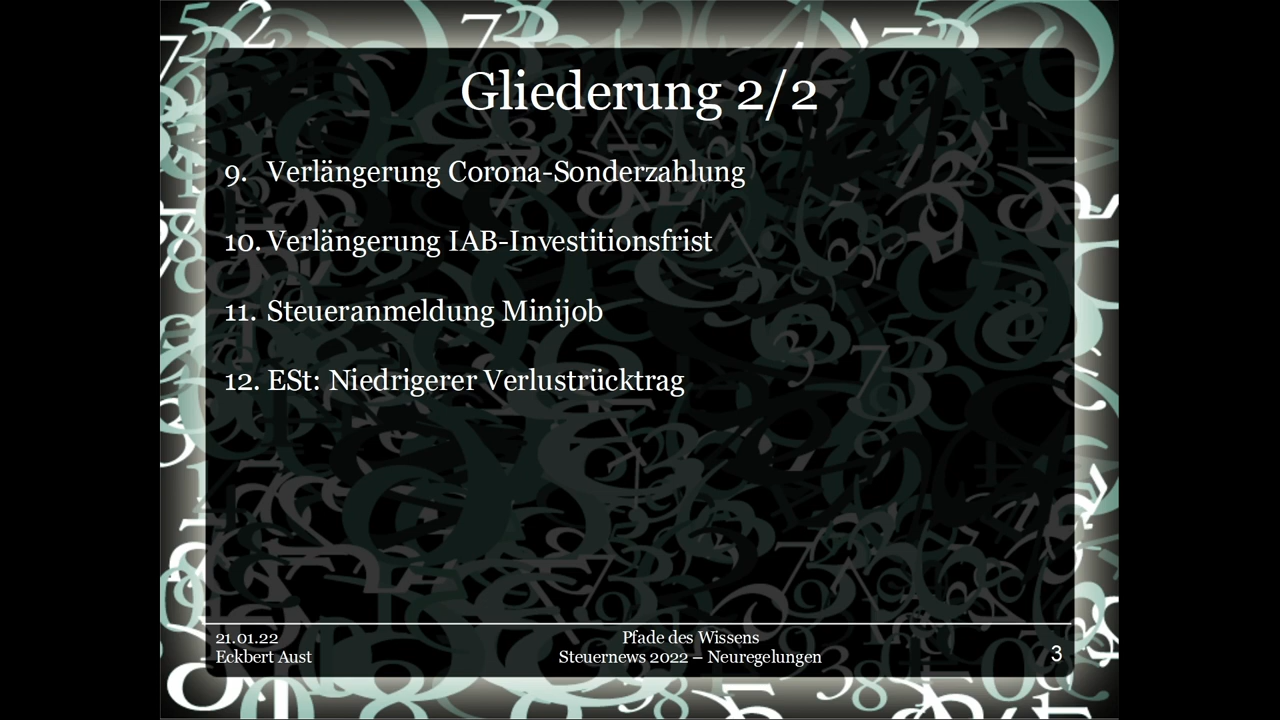 Gliederung 2/2
9. Verlängerung Corona-Sonderzahlung
10. Verlängerung IAB-Investitionsfrist
11. Steueranmeldung Minijob
12. ESt: Niedrigerer Verlustrücktrag
21.01.22
Eckbert Aust
Pfade des Wissens
Steuernews 2022 – Neuregelungen
3